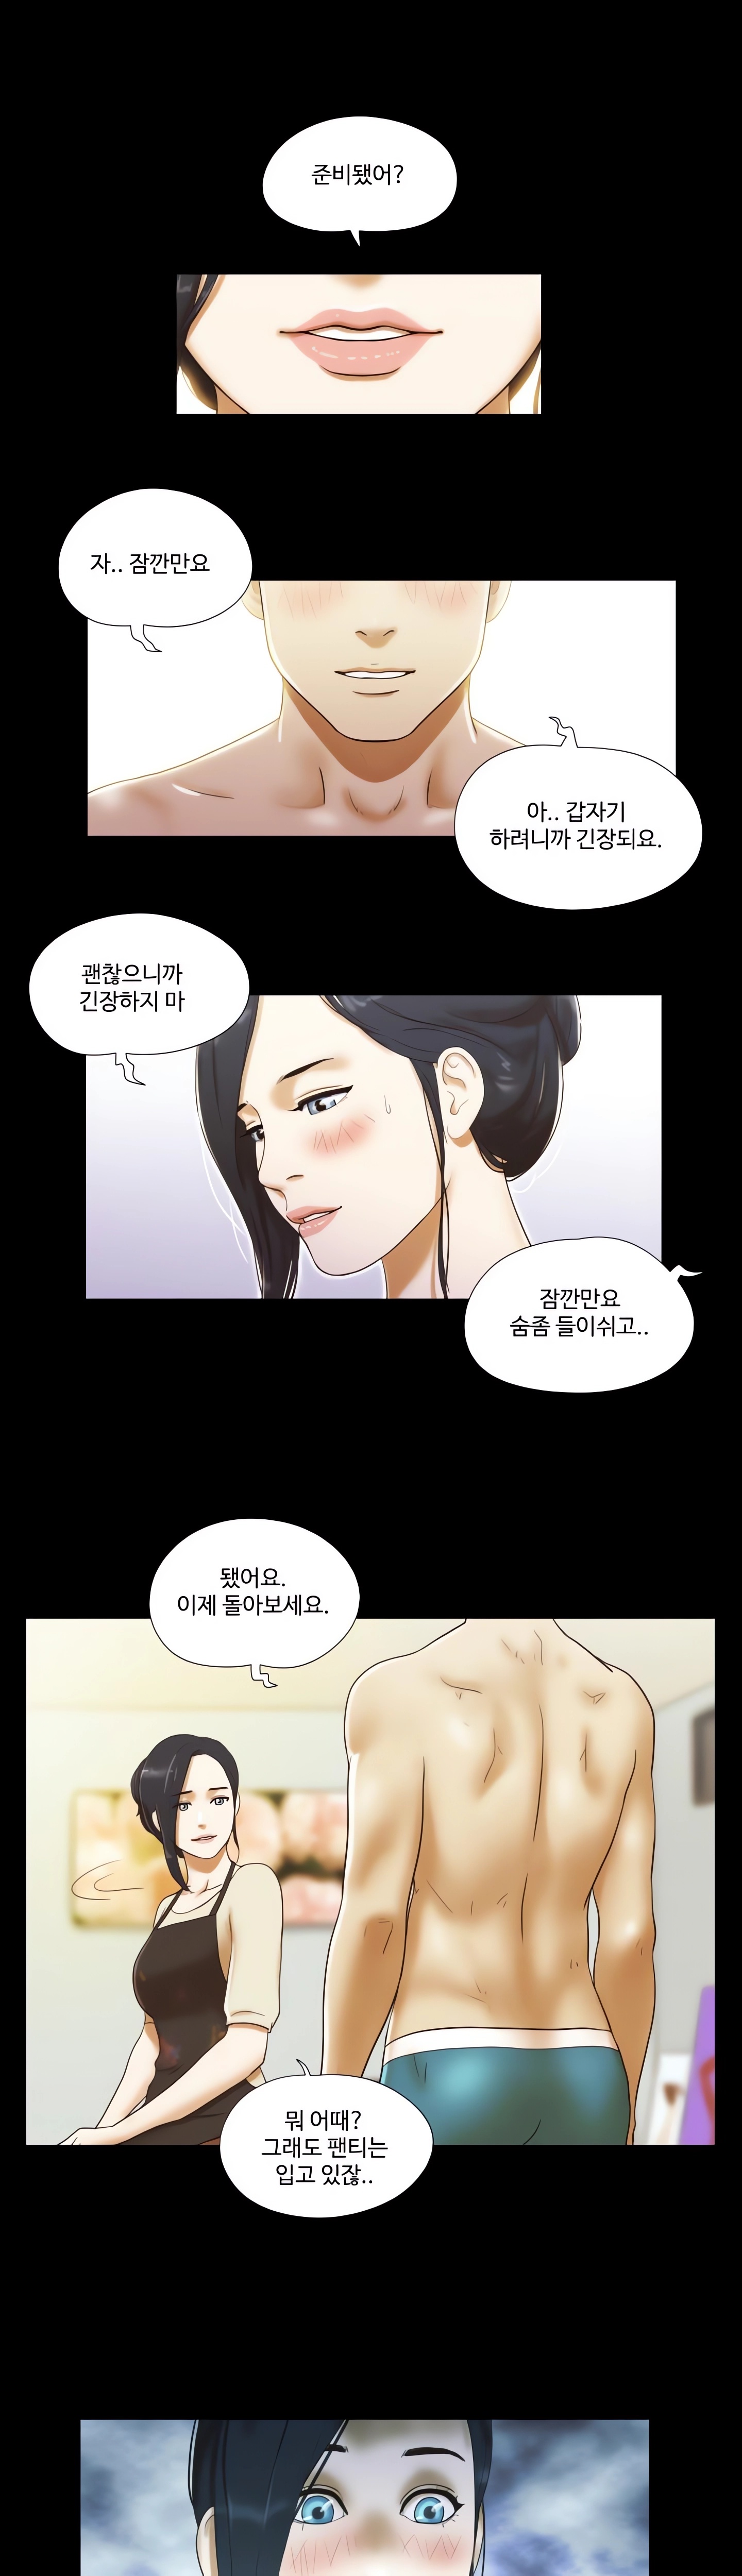 준비됐어?
자.. 잠깐만요
아.. 갑자기
하려니까 긴장되요.
괜찮으니까
긴장하지 마
잠깐만요
숨좀 들이쉬고..
됐어요.
이제 돌아보세요.
뭐 어때?
그래도 팬티는
입고 있잖..